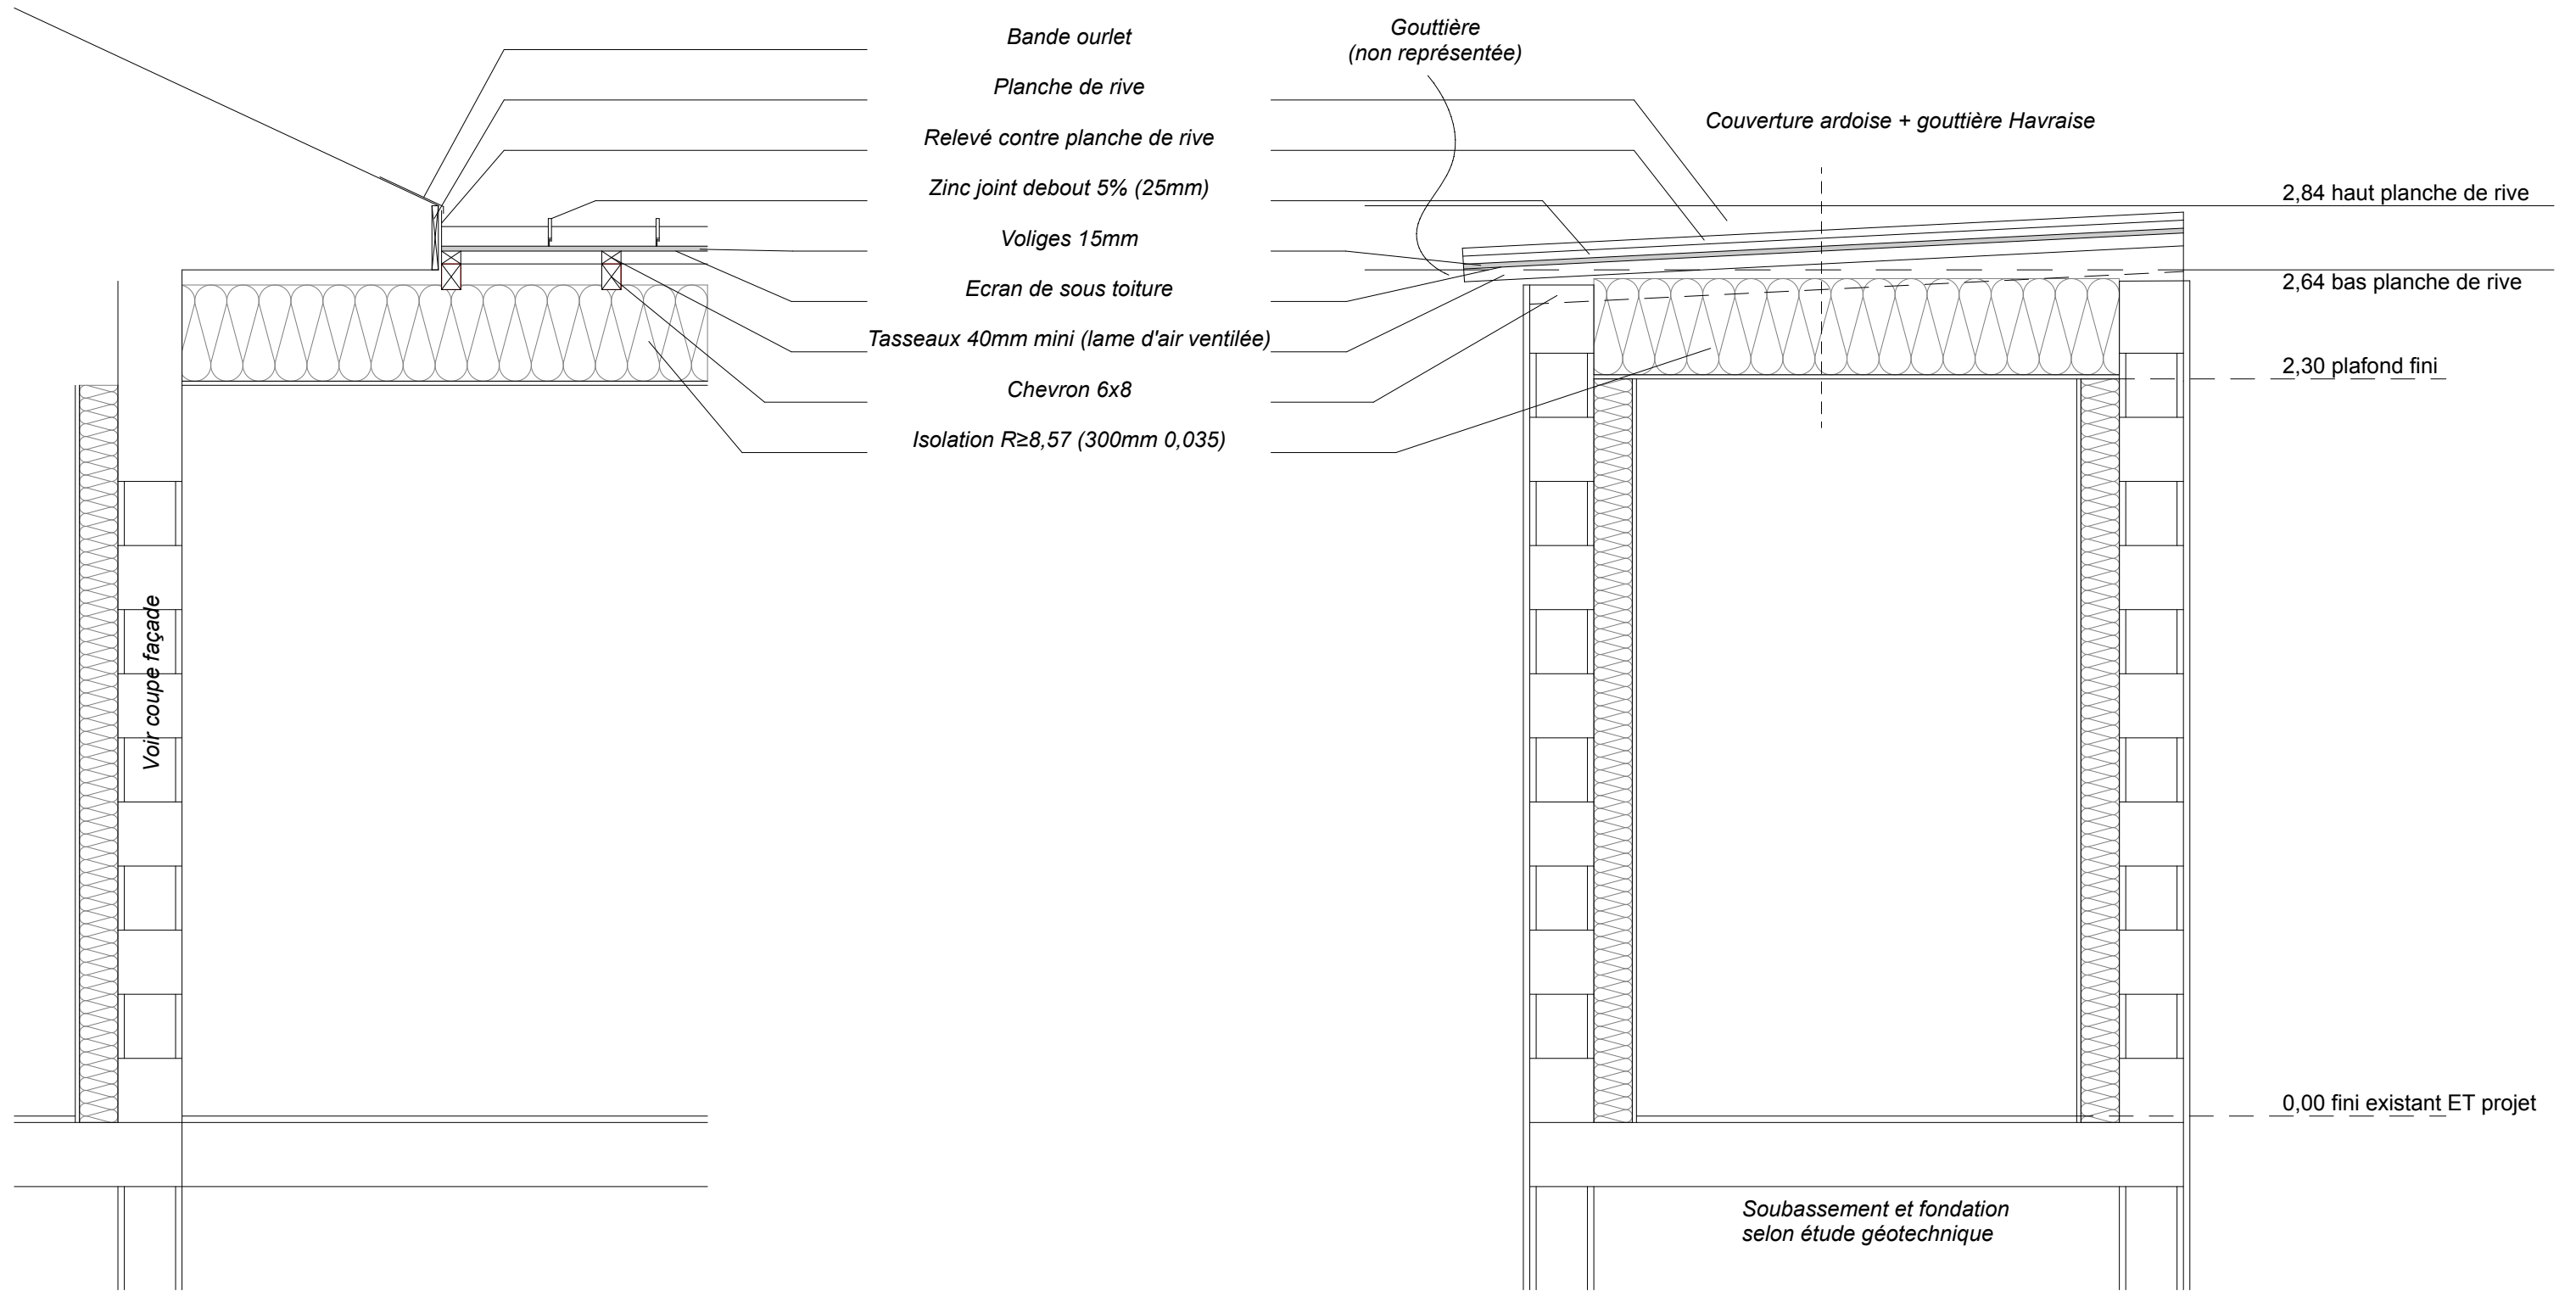 Bande ourlet
Planche de rive
Relevé contre planche de rive
Zinc joint debout 5% (25mm)
Voliges 15mm
Ecran de sous toiture
Tasseaux 40mm mini (lame d'air ventilée)
Chevron 6x8
Isolation R≥8,57 (300mm 0,035)
Voir coupe façade
Gouttière
(non représentée)
Couverture ardoise + gouttière Havraise
2,84 haut planche de rive
2,64 bas planche de rive
2,30 plafond fini
0,00 fini existant ET projet
Soubassement et fondation
selon étude géotechnique